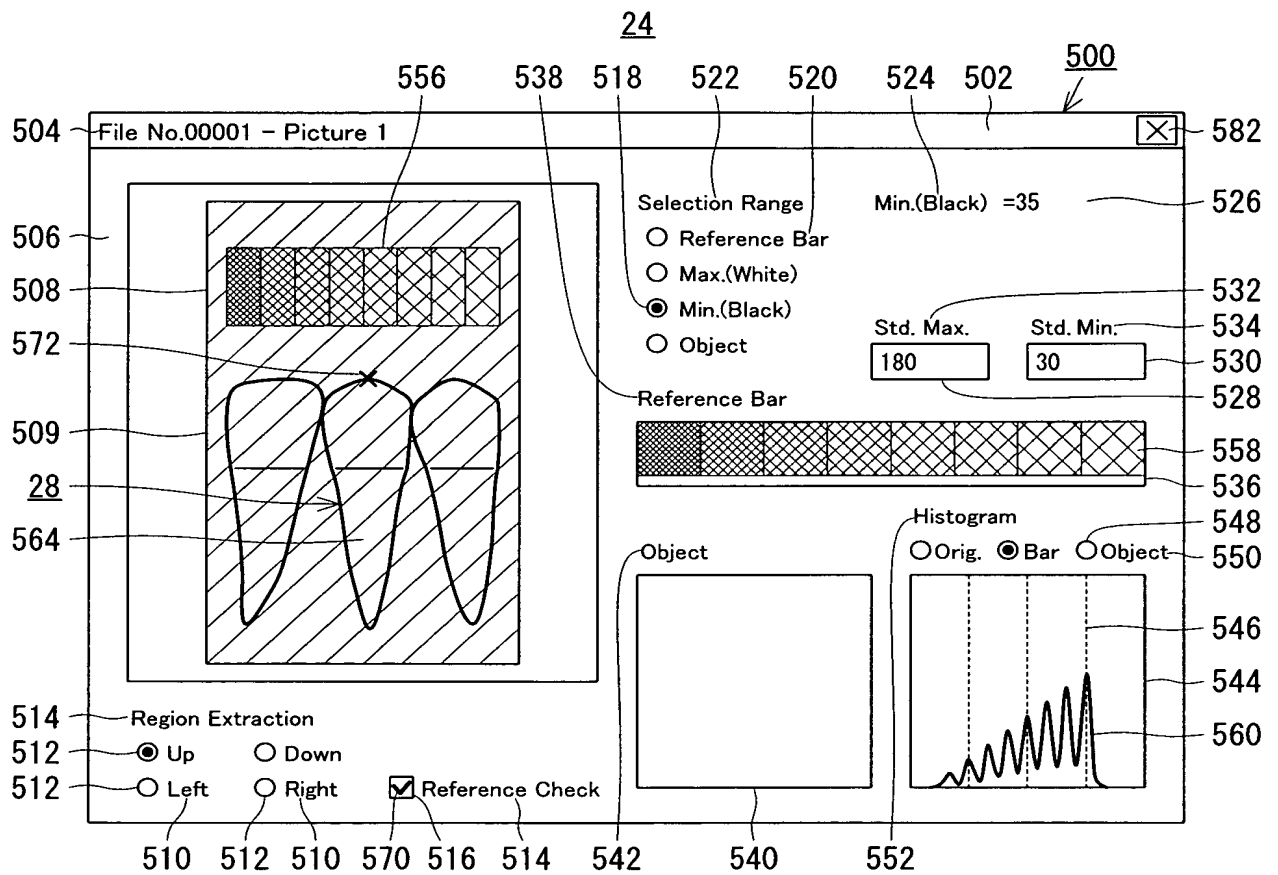 24
556 538 518 522 520 524 502 500
504 File No.00001 - Picture 1 582
506 Selection Range Min.(Black) =35 526
Reference Bar
508 Max.(White)
Min.(Black) 532
Std. Max. Std. Min. 534
572 Object 180 30 530
Reference Bar 528
509 558
28 536
Histogram 548
564 Object Orig. Bar Object 550
546
544
514 Region Extraction
512 Up Down 560
512 Left Right Reference Check
510 512 510 570 516 514 542 540 552